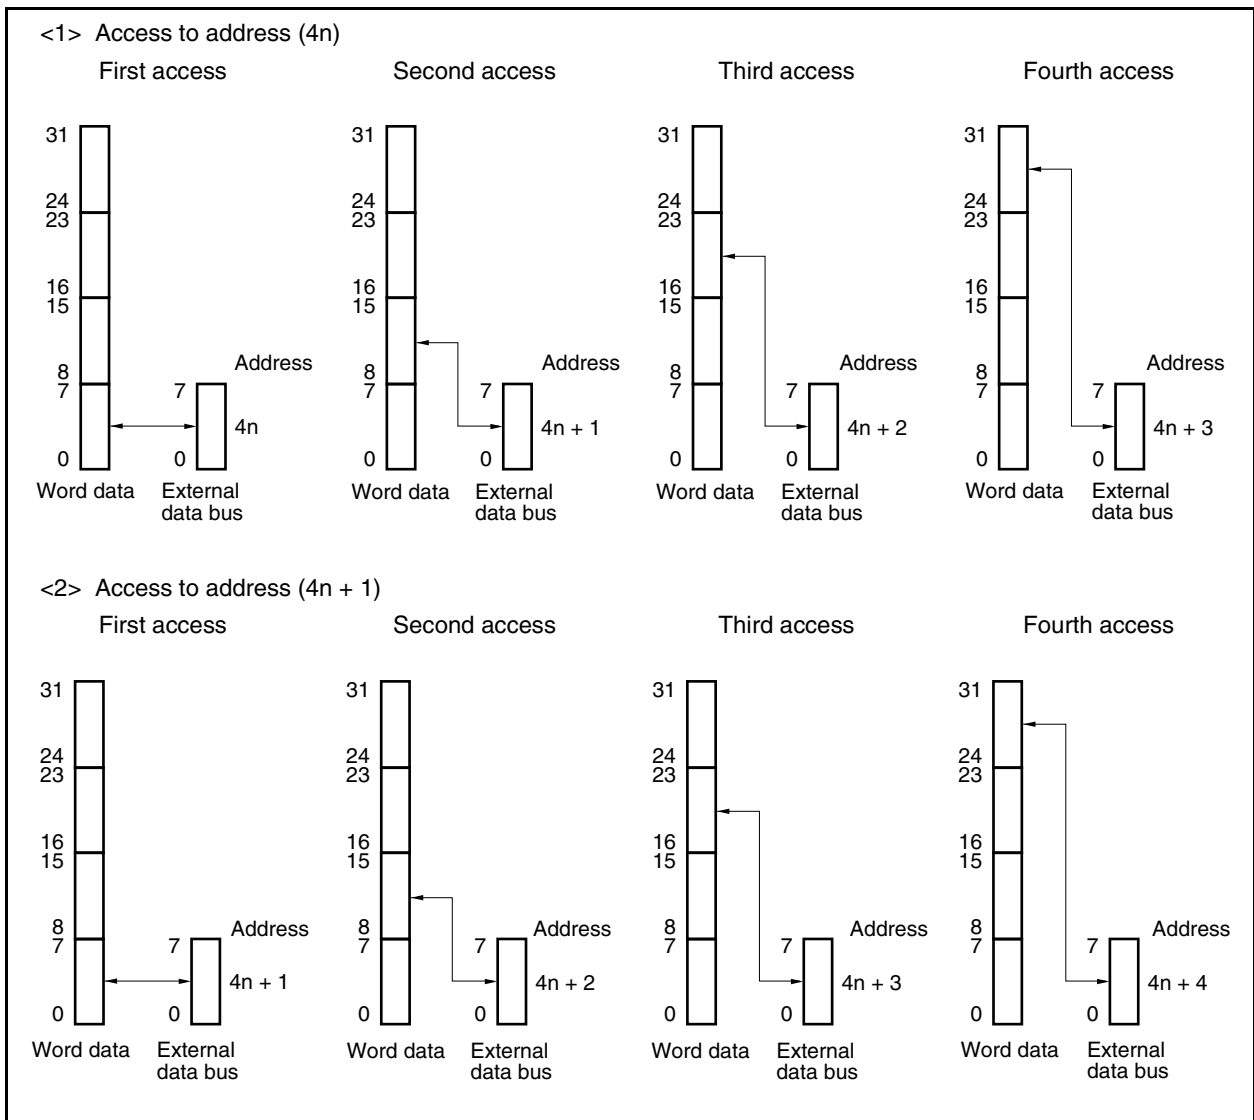 <1> Access to address (4n)
First access Second access Third access Fourth access
31 31 31 31
24 24 24 24
23 23 23 23
16 16 16 16
15 15 15 15
Address Address Address Address
8 8 8 8
7 7 7 7 7 7 7 7
4n 4n + 1 4n + 2 4n + 3
0 0 0 0 0 0 0 0
Word data External Word data External Word data External Word data External
data bus data bus data bus data bus
<2> Access to address (4n + 1)
First access Second access Third access Fourth access
31 31 31 31
24 24 24 24
23 23 23 23
16 16 16 16
15 15 15 15
8 Address 8 Address 8 Address 8 Address
7 7 7 7 7 7 7 7
4n + 1 4n + 2 4n + 3 4n + 4
0 0 0 0 0 0 0 0
Word data External Word data External Word data External Word data External
data bus data bus data bus data bus